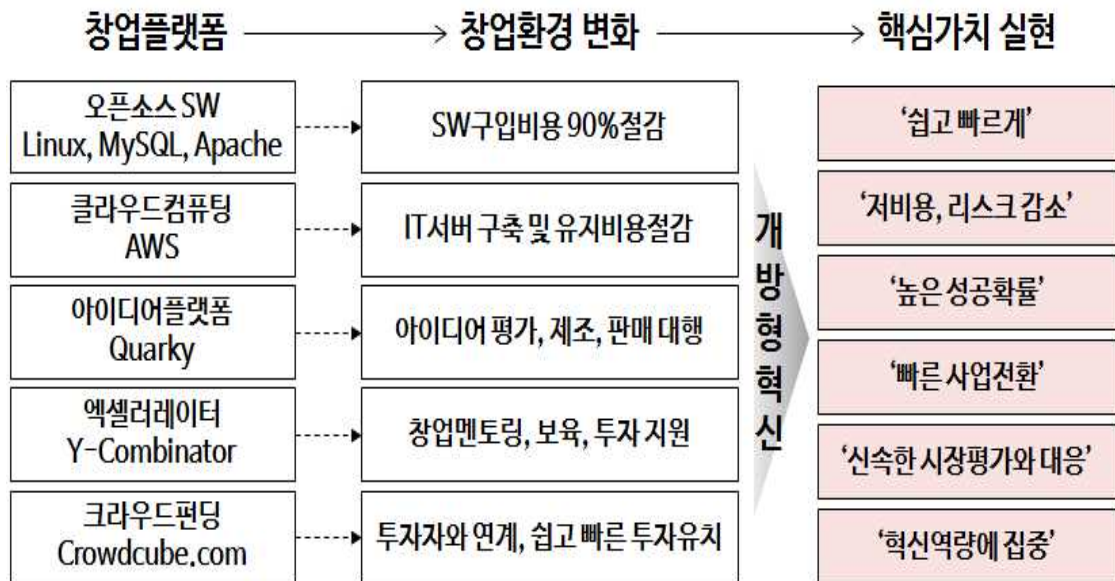 창업플랫폼
창업환경 변화
핵심가치 실현
오픈소스 SW
Linux, MySQL, Apache
SW구입비용 90%절감
클라우드컴퓨팅
AWS
IT서버 구축 및 유지비용절감
아이디어플랫폼
Quarky
아이디어 평가, 제조, 판매 대행
엑셀러레이터
Y-Combinator
창업멘토링, 보육, 투자 지원
크라우드펀딩
Crowdcube.com
투자자와 연계, 쉽고 빠른 투자유치
개방형혁신
‘쉽고 빠르게’
‘저비용, 리스크 감소’
‘높은 성공확률’
‘빠른 사업전환’
‘신속한 시장평가와 대응’
‘혁신역량에 집중’